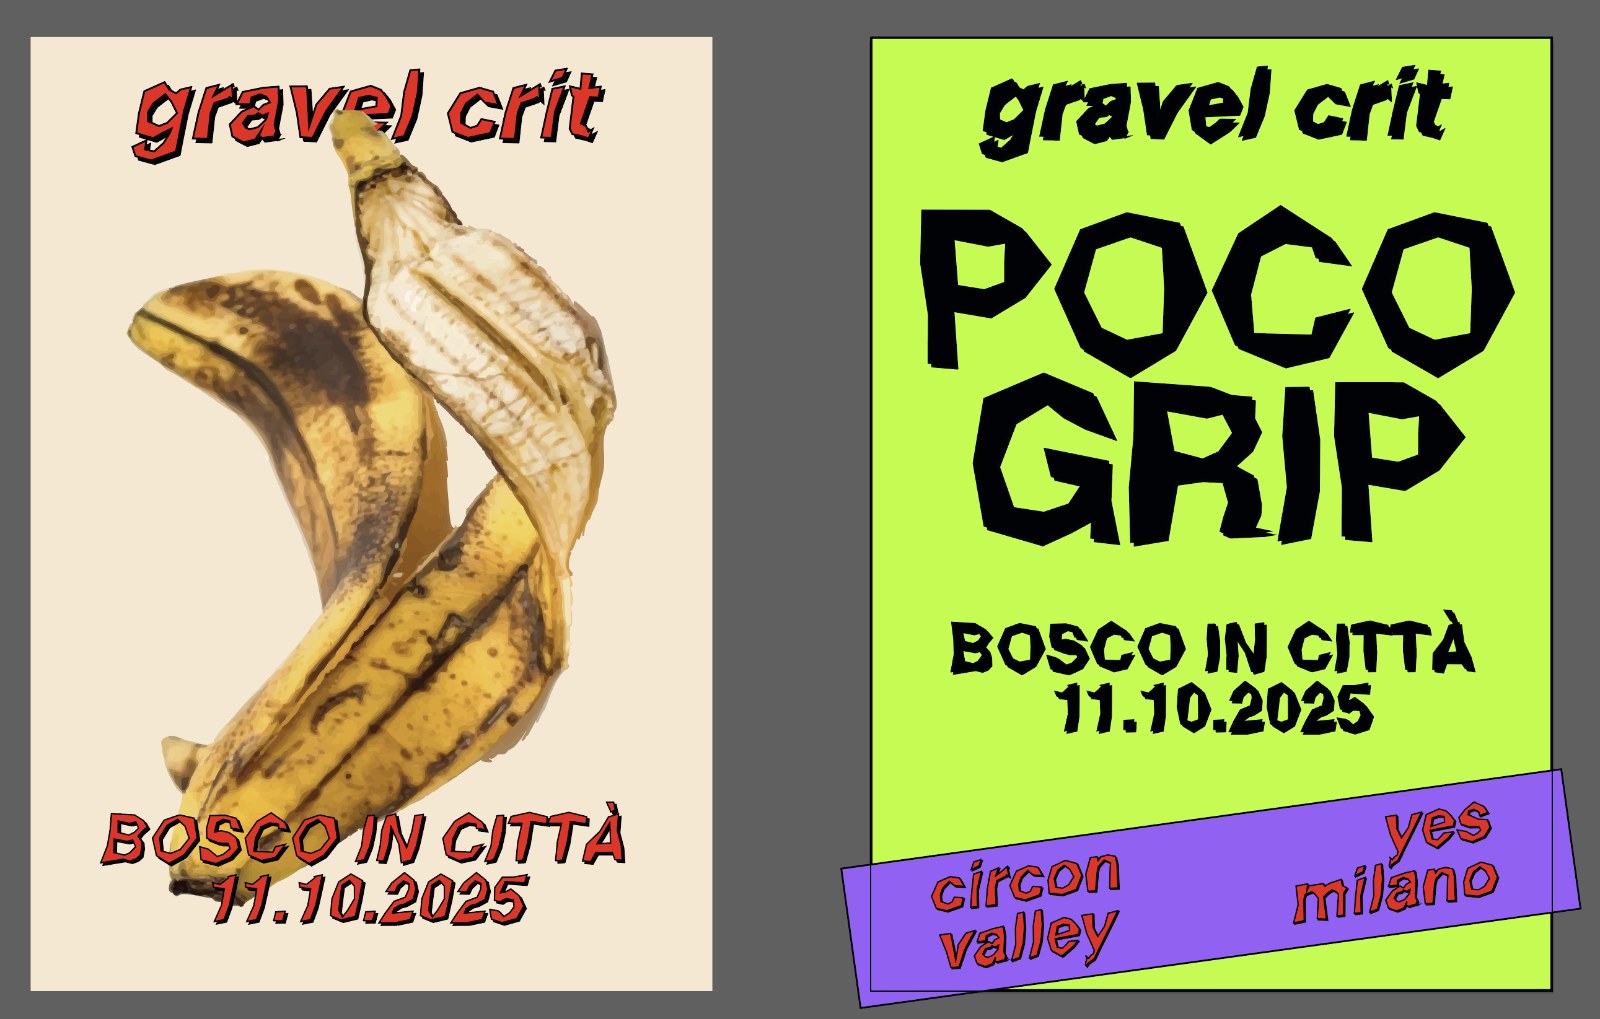 gravel crit
BOSCO IN CITTÀ
11.10.2025
gravel crit
POCO
GRIP
BOSCO IN CITTÀ
11.10.2025
circon
valley
yes
milano